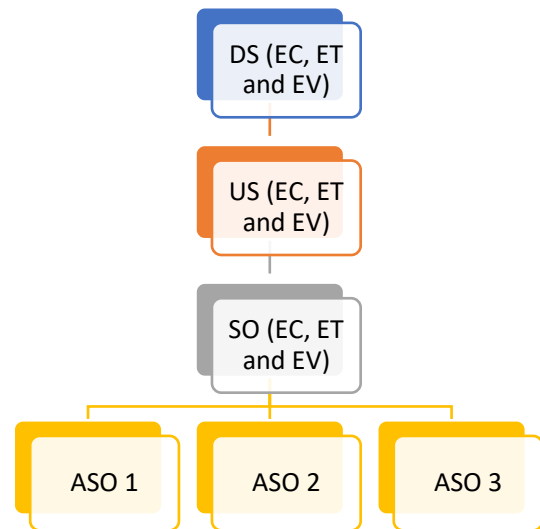 DS (EC, ET
and EV)
US (EC, ET
and EV)
SO (EC, ET
and EV)
ASO 1
ASO 2
ASO 3